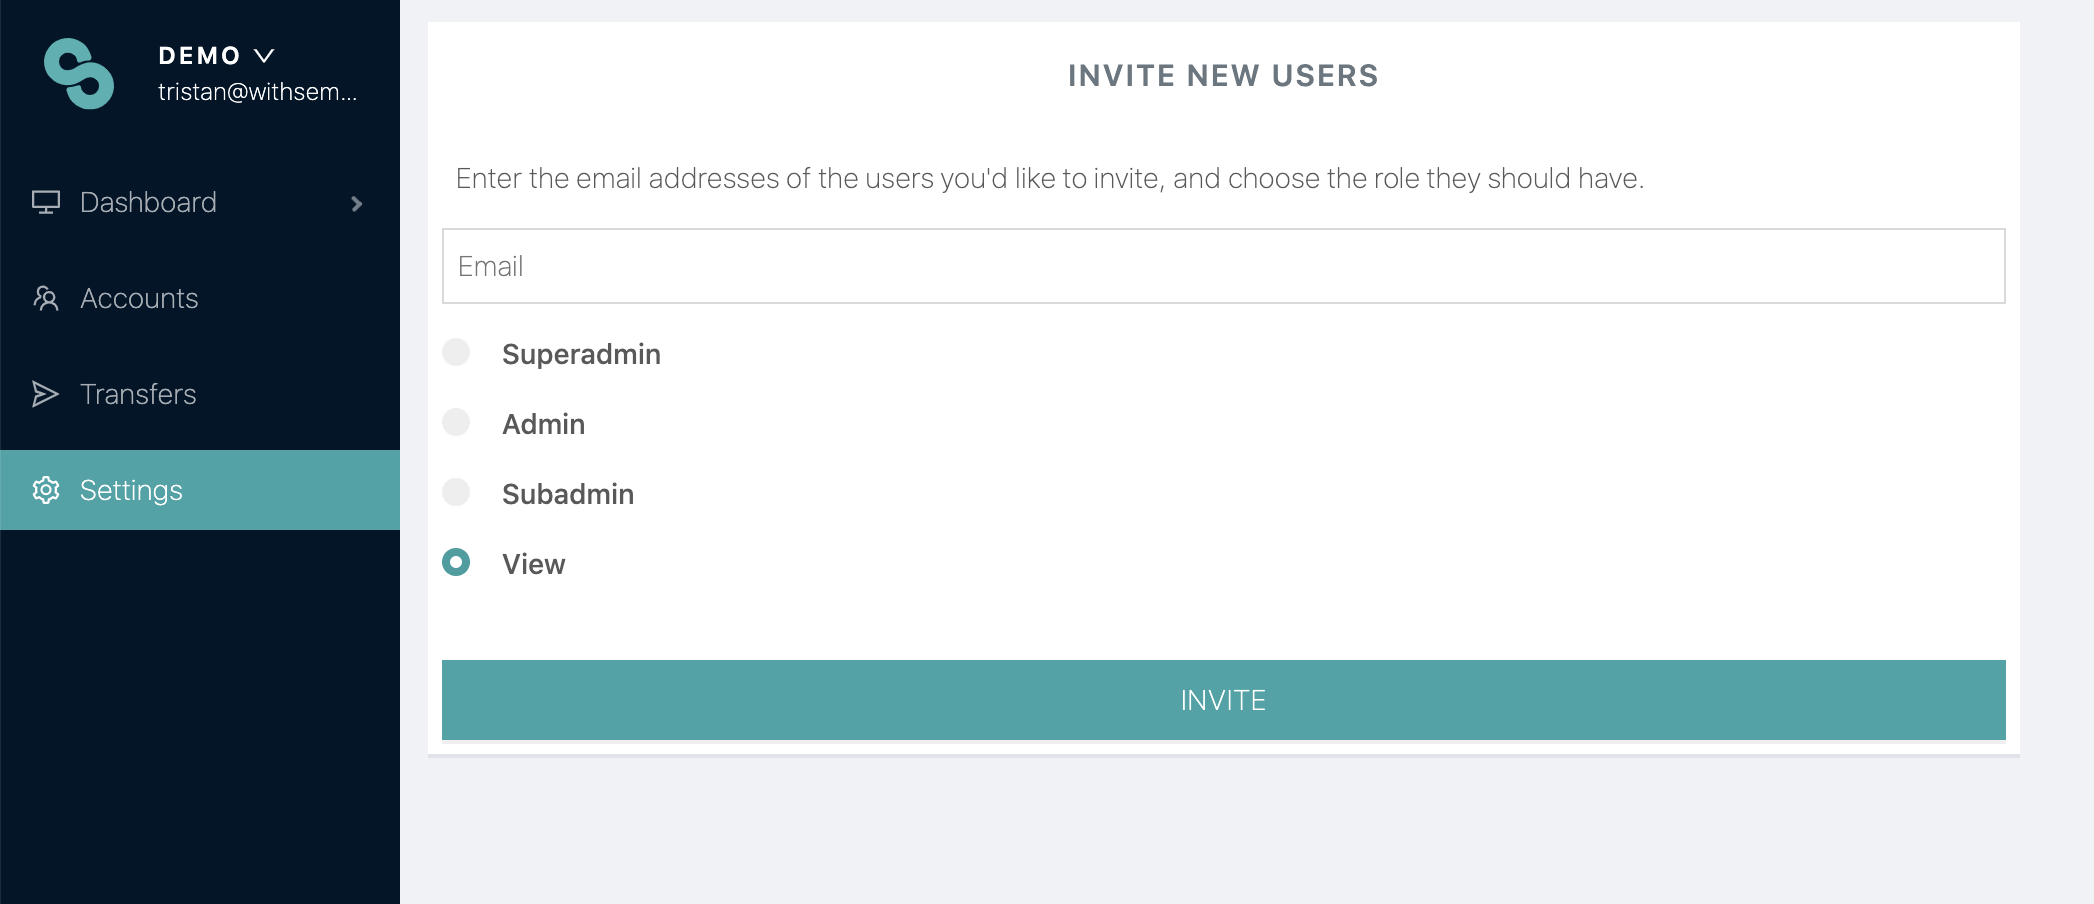 DEMO
tristan@withsem...
Dashboard
Accounts
Transfers
Settings
INVITE NEW USERS
Enter the email addresses of the users you'd like to invite, and choose the role they should have.
Email
Superadmin
Admin
Subadmin
View
INVITE